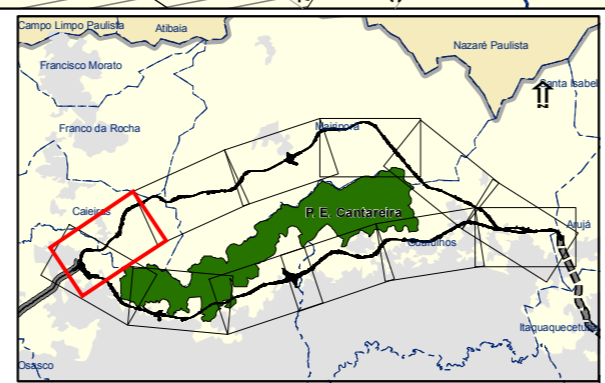 Campo Limpo Paulista
Atibaia
Nazaré Paulista
Francisco Morato
Santa Isabel
Franco da Rocha
Mairiporã
Caieiras
P. E. Cantareira
Guarulhos
Arujá
Itaquaquecetuba
Osasco